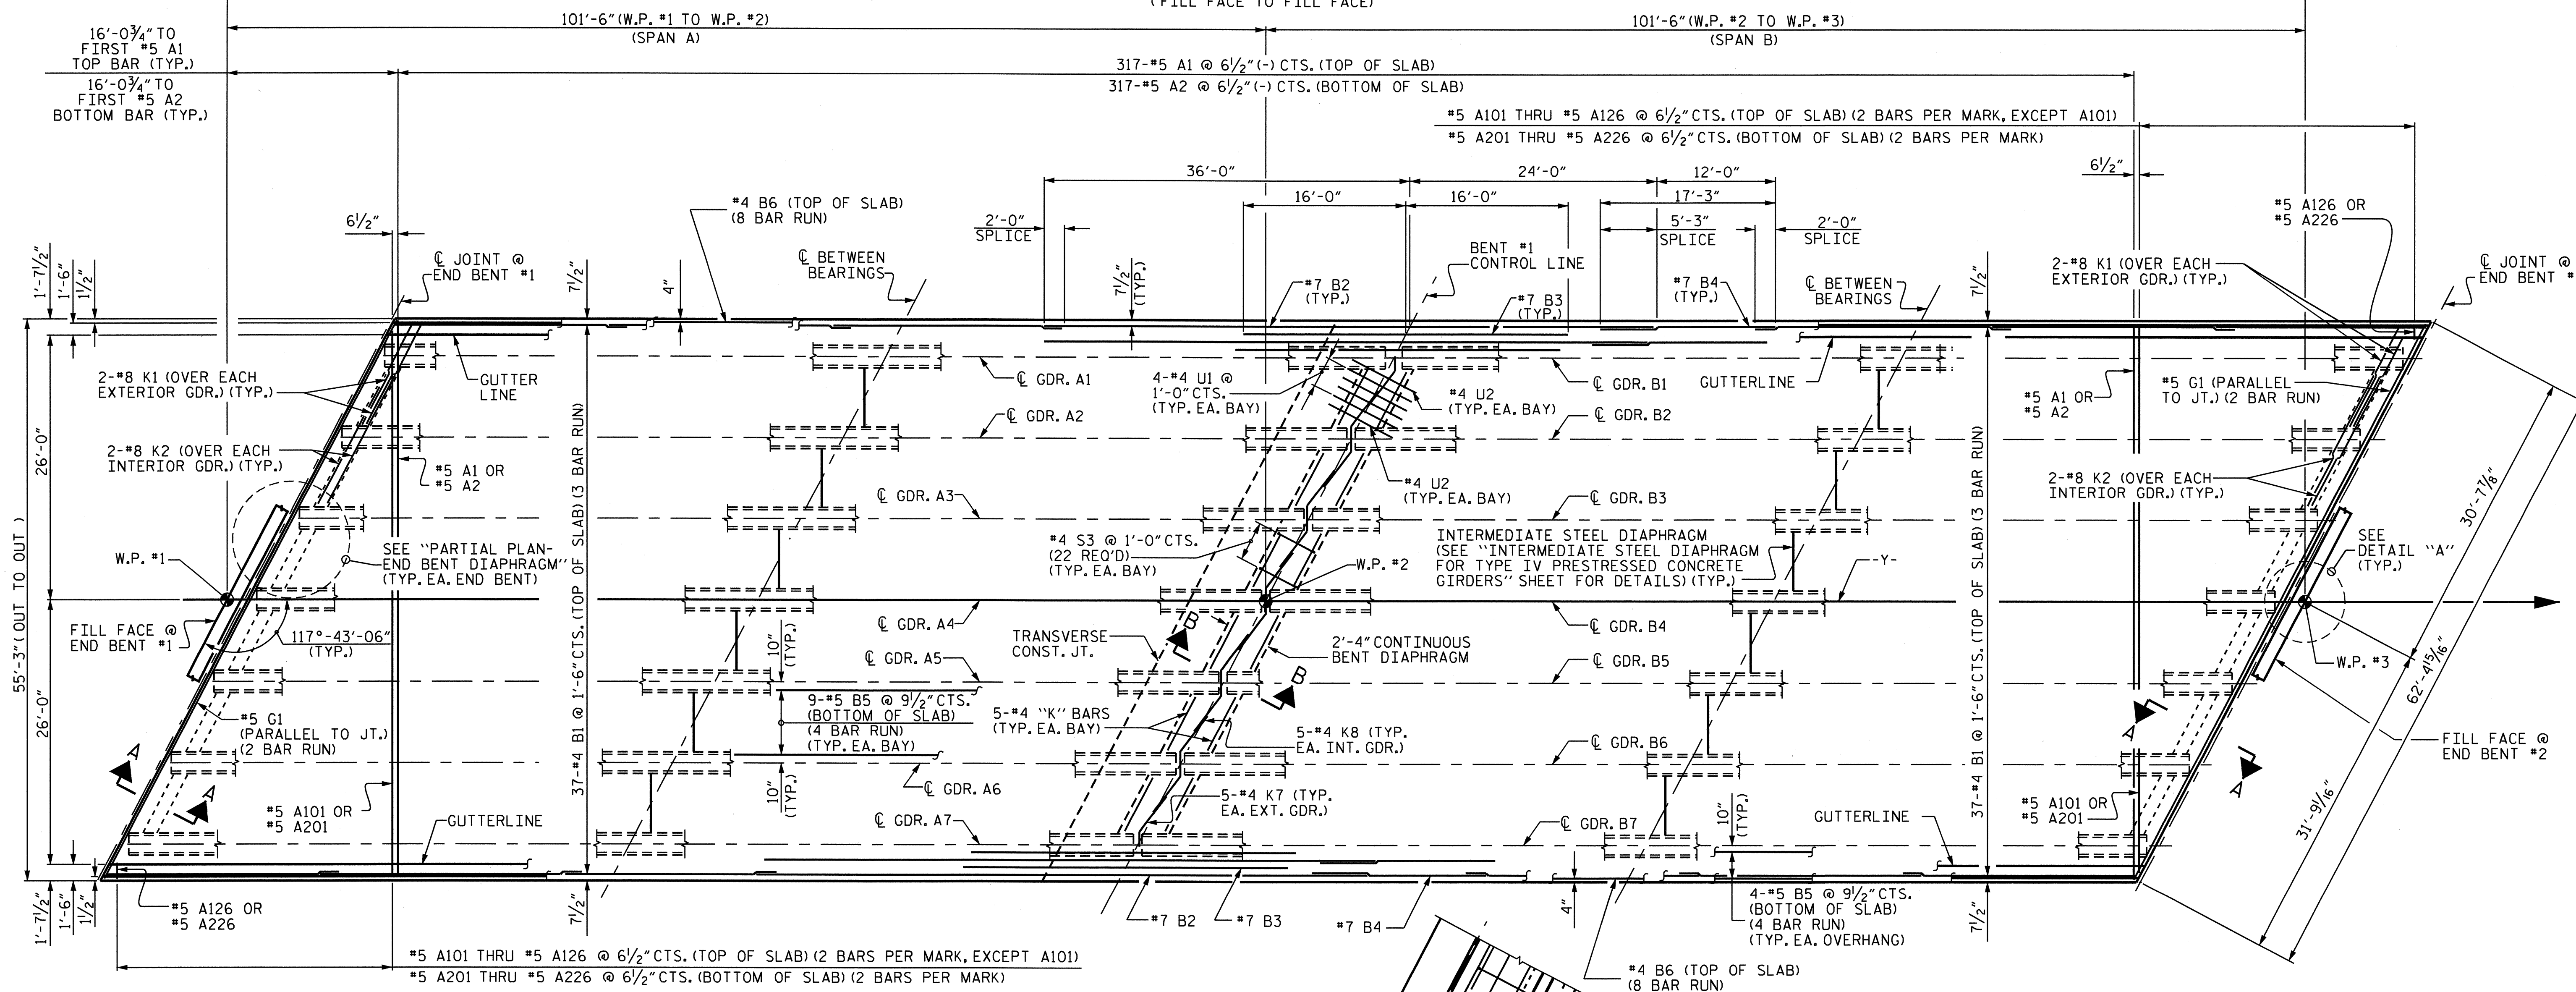 (FILL FACE TO FILL FACE)
101'-6" (W.P. #1 TO W.P. #2)
(SPAN A)
101'-6" (W.P. #2 TO W.P. #3)
(SPAN B)
16'-0¾" TO
FIRST #5 A1
TOP BAR (TYP.)
16'-0¾" TO
FIRST #5 A2
BOTTOM BAR (TYP.)
317-#5 A1 @ 6½" (-) CTS. (TOP OF SLAB)
317-#5 A2 @ 6½" (-) CTS. (BOTTOM OF SLAB)
#5 A101 THRU #5 A126 @ 6½" CTS. (TOP OF SLAB) (2 BARS PER MARK, EXCEPT A101)
#5 A201 THRU #5 A226 @ 6½" CTS. (BOTTOM OF SLAB) (2 BARS PER MARK)
36'-0"
24'-0"
12'-0"
16'-0"
16'-0"
17'-3"
2'-0"
SPLICE
5'-3"
SPLICE
2'-0"
SPLICE
6½"
6½"
#4 B6 (TOP OF SLAB)
(8 BAR RUN)
#5 A126 OR
#5 A226
1'-7½"
1'-6"
1½"
℄ JOINT @
END BENT #1
7½"
4"
℄ BETWEEN
BEARINGS
7½"
(TYP.)
#7 B2
(TYP.)
BENT #1
CONTROL LINE
#7 B3
(TYP.)
#7 B4
(TYP.)
℄ BETWEEN
BEARINGS
7½"
2-#8 K1 (OVER EACH
EXTERIOR GDR.) (TYP.)
℄ JOINT @
END BENT #
2-#8 K1 (OVER EACH
EXTERIOR GDR.) (TYP.)
GUTTER
LINE
℄ GDR. A1
4-#4 U1 @
1'-0" CTS.
(TYP. EA. BAY)
#4 U2
(TYP. EA. BAY)
℄ GDR. B1
GUTTERLINE
#5 A1 OR
#5 A2
#5 G1 (PARALLEL
TO JT.) (2 BAR RUN)
℄ GDR. A2
℄ GDR. B2
2-#8 K2 (OVER EACH
INTERIOR GDR.) (TYP.)
#5 A1 OR
#5 A2
#4 U2
(TYP. EA. BAY)
2-#8 K2 (OVER EACH
INTERIOR GDR.) (TYP.)
55'-3" ( OUT TO OUT )
26'-0"
26'-0"
37-#4 B1 @ 1'-6" CTS. (TOP OF SLAB) (3 BAR RUN)
℄ GDR. A3
℄ GDR. B3
37-#4 B1 @ 1'-6" CTS. (TOP OF SLAB) (3 BAR RUN)
30'-7⅞"
W.P. #1
SEE "PARTIAL PLAN-
END BENT DIAPHRAGM"
(TYP. EA. END BENT)
#4 S3 @ 1'-0" CTS.
(22 REQ'D)
(TYP. EA. BAY)
W.P. #2
INTERMEDIATE STEEL DIAPHRAGM
(SEE "INTERMEDIATE STEEL DIAPHRAGM
FOR TYPE IV PRESTRESSED CONCRETE
GIRDERS" SHEET FOR DETAILS) (TYP.)
-Y-
SEE
DETAIL "A"
(TYP.)
FILL FACE @
END BENT #1
117°-43'-06"
(TYP.)
℄ GDR. A4
TRANSVERSE
CONST. JT.
B
B
2'-4" CONTINUOUS
BENT DIAPHRAGM
℄ GDR. B4
W.P. #3
62'-4¹⁵⁄₁₆"
31'-9¹⁄₁₆"
10"
(TYP.)
℄ GDR. A5
℄ GDR. B5
#5 G1
(PARALLEL TO JT.)
(2 BAR RUN)
9-#5 B5 @ 9½" CTS.
(BOTTOM OF SLAB)
(4 BAR RUN)
(TYP. EA. BAY)
5-#4 "K" BARS
(TYP. EA. BAY)
5-#4 K8 (TYP.
EA. INT. GDR.)
℄ GDR. B6
FILL FACE @
END BENT #2
A
A
A
A
10"
(TYP.)
℄ GDR. A6
5-#4 K7 (TYP.
EA. EXT. GDR.)
#5 A101 OR
#5 A201
GUTTERLINE
℄ GDR. A7
℄ GDR. B7
10"
(TYP.)
GUTTERLINE
#5 A101 OR
#5 A201
1'-7½"
1'-6"
1½"
#5 A126 OR
#5 A226
7½"
#7 B2
#7 B3
#7 B4
4"
4-#5 B5 @ 9½" CTS.
(BOTTOM OF SLAB)
(4 BAR RUN)
(TYP. EA. OVERHANG)
7½"
#5 A101 THRU #5 A126 @ 6½" CTS. (TOP OF SLAB) (2 BARS PER MARK, EXCEPT A101)
#5 A201 THRU #5 A226 @ 6½" CTS. (BOTTOM OF SLAB) (2 BARS PER MARK)
#4 B6 (TOP OF SLAB)
(8 BAR RUN)